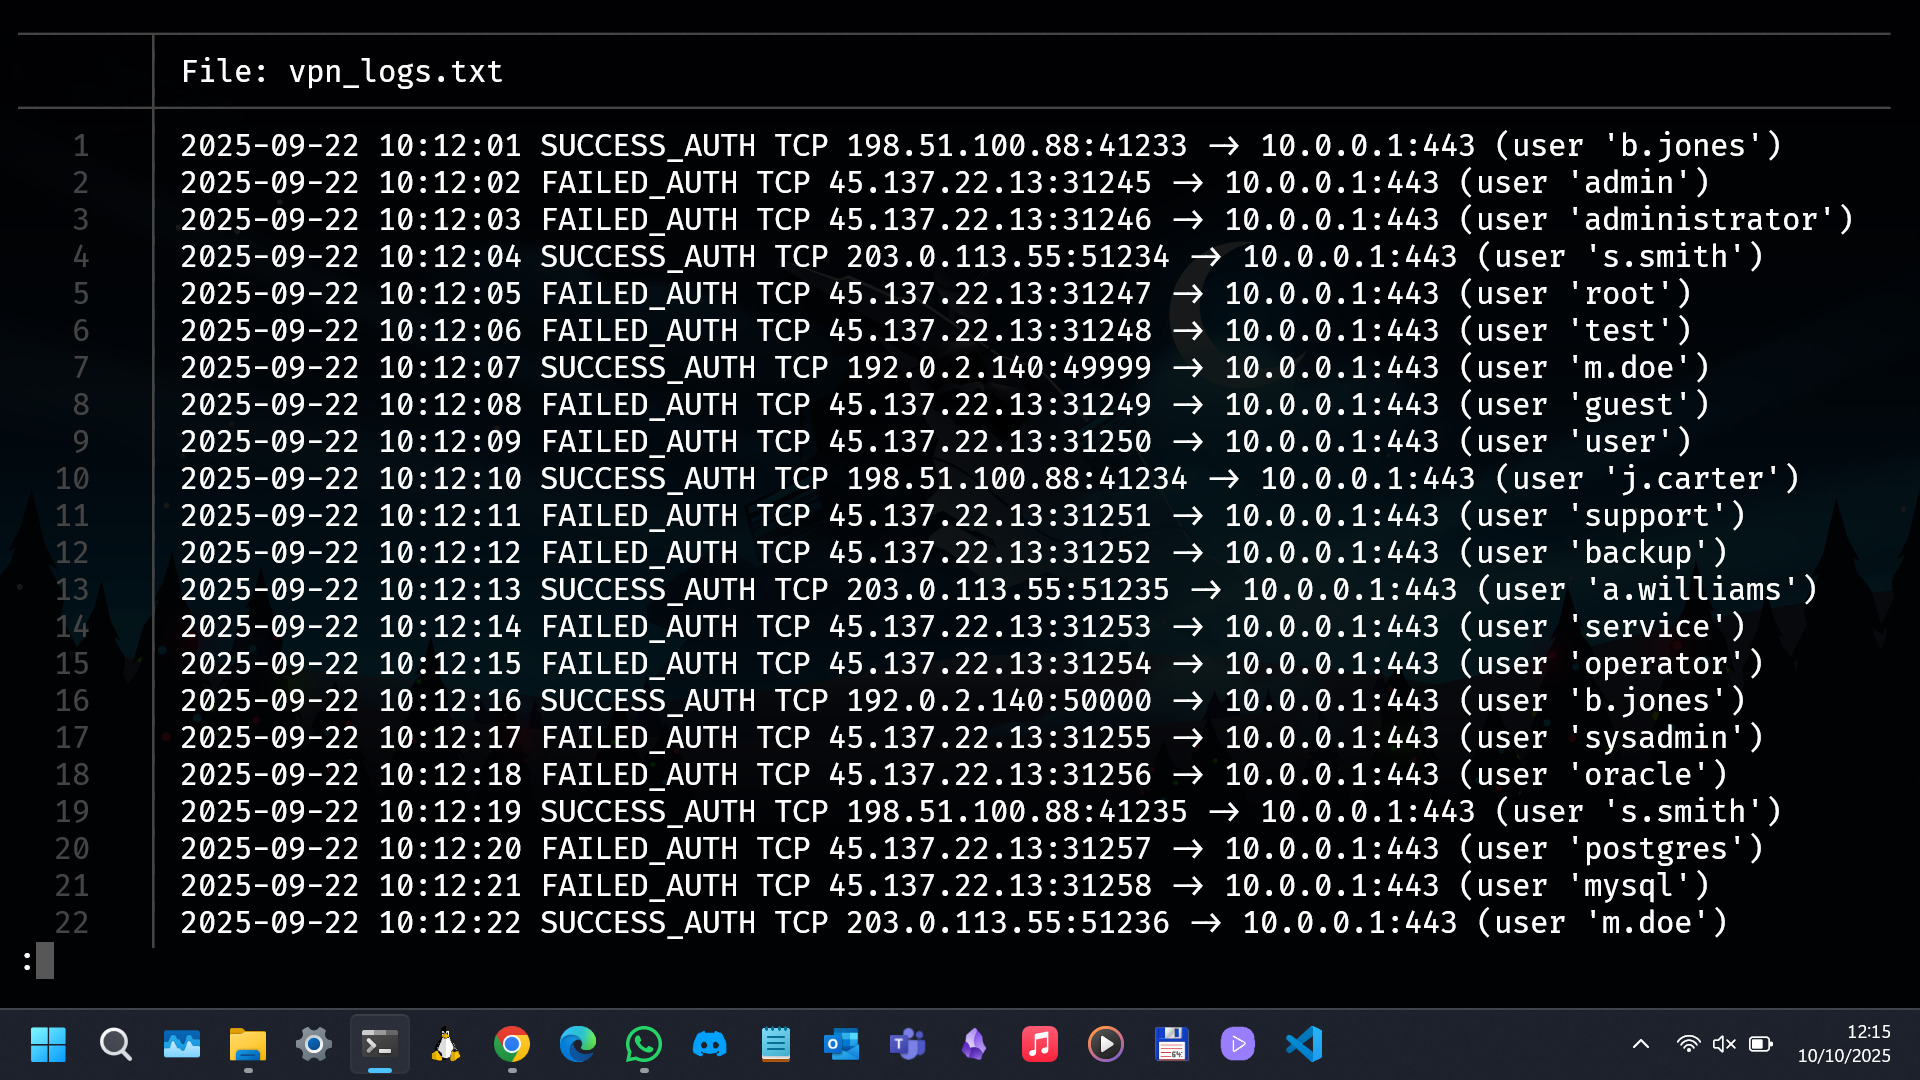 File: vpn_logs.txt
1 2025-09-22 10:12:01 SUCCESS_AUTH TCP 198.51.100.88:41233 → 10.0.0.1:443 (user 'b.jones')
2 2025-09-22 10:12:02 FAILED_AUTH TCP 45.137.22.13:31245 → 10.0.0.1:443 (user 'admin')
3 2025-09-22 10:12:03 FAILED_AUTH TCP 45.137.22.13:31246 → 10.0.0.1:443 (user 'administrator')
4 2025-09-22 10:12:04 SUCCESS_AUTH TCP 203.0.113.55:51234 → 10.0.0.1:443 (user 's.smith')
5 2025-09-22 10:12:05 FAILED_AUTH TCP 45.137.22.13:31247 → 10.0.0.1:443 (user 'root')
6 2025-09-22 10:12:06 FAILED_AUTH TCP 45.137.22.13:31248 → 10.0.0.1:443 (user 'test')
7 2025-09-22 10:12:07 SUCCESS_AUTH TCP 192.0.2.140:49999 → 10.0.0.1:443 (user 'm.doe')
8 2025-09-22 10:12:08 FAILED_AUTH TCP 45.137.22.13:31249 → 10.0.0.1:443 (user 'guest')
9 2025-09-22 10:12:09 FAILED_AUTH TCP 45.137.22.13:31250 → 10.0.0.1:443 (user 'user')
10 2025-09-22 10:12:10 SUCCESS_AUTH TCP 198.51.100.88:41234 → 10.0.0.1:443 (user 'j.carter')
11 2025-09-22 10:12:11 FAILED_AUTH TCP 45.137.22.13:31251 → 10.0.0.1:443 (user 'support')
12 2025-09-22 10:12:12 FAILED_AUTH TCP 45.137.22.13:31252 → 10.0.0.1:443 (user 'backup')
13 2025-09-22 10:12:13 SUCCESS_AUTH TCP 203.0.113.55:51235 → 10.0.0.1:443 (user 'a.williams')
14 2025-09-22 10:12:14 FAILED_AUTH TCP 45.137.22.13:31253 → 10.0.0.1:443 (user 'service')
15 2025-09-22 10:12:15 FAILED_AUTH TCP 45.137.22.13:31254 → 10.0.0.1:443 (user 'operator')
16 2025-09-22 10:12:16 SUCCESS_AUTH TCP 192.0.2.140:50000 → 10.0.0.1:443 (user 'b.jones')
17 2025-09-22 10:12:17 FAILED_AUTH TCP 45.137.22.13:31255 → 10.0.0.1:443 (user 'sysadmin')
18 2025-09-22 10:12:18 FAILED_AUTH TCP 45.137.22.13:31256 → 10.0.0.1:443 (user 'oracle')
19 2025-09-22 10:12:19 SUCCESS_AUTH TCP 198.51.100.88:41235 → 10.0.0.1:443 (user 's.smith')
20 2025-09-22 10:12:20 FAILED_AUTH TCP 45.137.22.13:31257 → 10.0.0.1:443 (user 'postgres')
21 2025-09-22 10:12:21 FAILED_AUTH TCP 45.137.22.13:31258 → 10.0.0.1:443 (user 'mysql')
22 2025-09-22 10:12:22 SUCCESS_AUTH TCP 203.0.113.55:51236 → 10.0.0.1:443 (user 'm.doe')
:
12:15
10/10/2025